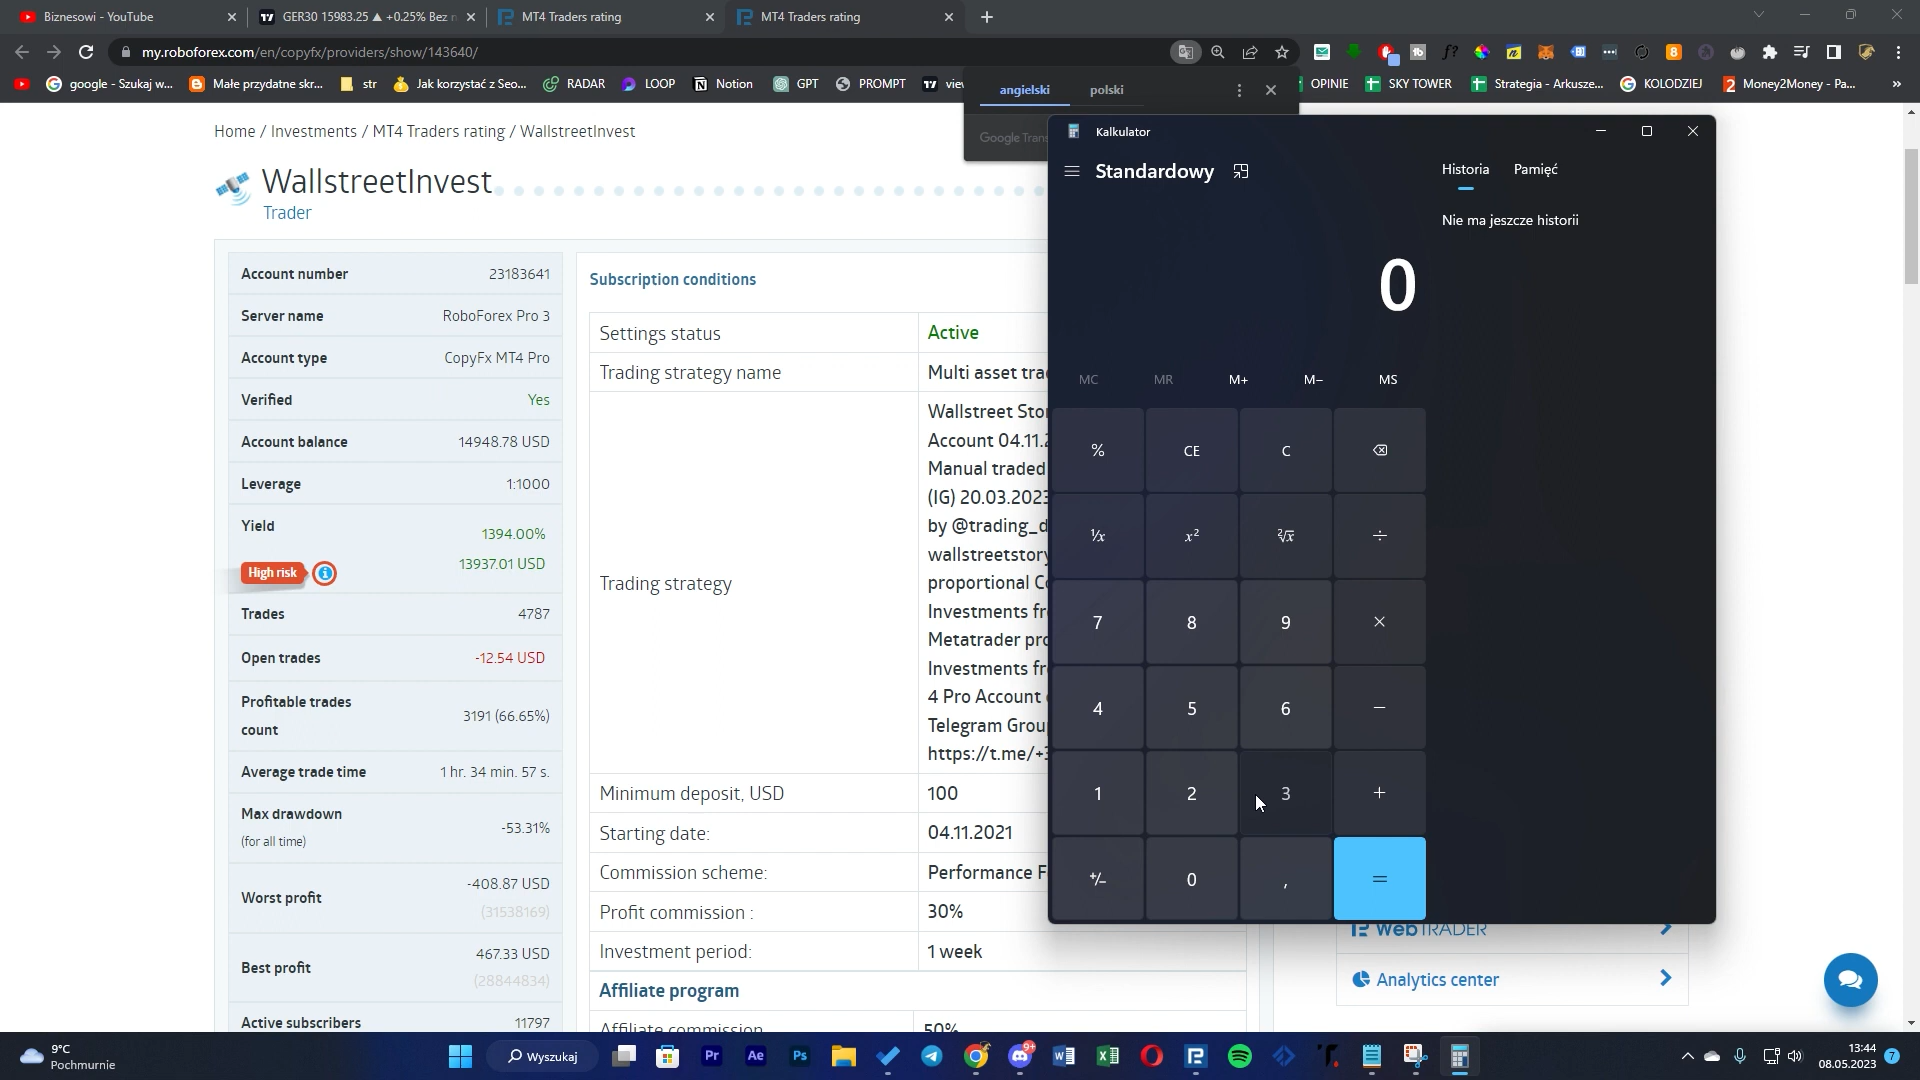 Biznesowi - YouTube
GER30 15983.25 ▲ +0.25% Bez n
MT4 Traders rating
MT4 Traders rating
my.roboforex.com/en/copyfx/providers/show/143640/
google - Szukaj w...
Małe przydatne skr...
str
Jak korzystać z Seo...
RADAR
LOOP
Notion
GPT
PROMPT
OPINIE
SKY TOWER
Strategia - Arkusze...
KOLODZIEJ
Money2Money - Pa...
angielski
polski
Home / Investments / MT4 Traders rating / WallstreetInvest
WallstreetInvest
Trader
Account number 23183641
Server name RoboForex Pro 3
Account type CopyFx MT4 Pro
Verified Yes
Account balance 14948.78 USD
Leverage 1:1000
Yield
1394.00%
13937.01 USD
High risk
Trades 4787
Open trades -12.54 USD
Profitable trades
count
3191 (66.65%)
Average trade time 1 hr. 34 min. 57 s.
Max drawdown
(for all time)
-53.31%
Worst profit
-408.87 USD
(31538169)
Best profit
467.33 USD
(28844834)
Active subscribers 11797
Subscription conditions
Settings status Active
Trading strategy name Multi asset
Trading strategy
Wallstreet
Account 04.11.
Manual traded
(IG) 20.03.2023
by @trading_d
wallstreetstory
proportional
Investments
Metatrader
Investments
4 Pro Account
Telegram
https://t.me/+
Minimum deposit, USD 100
Starting date: 04.11.2021
Commission scheme: Performance
Profit commission : 30%
Investment period: 1 week
Affiliate program
Affiliate commission 50%
Kalkulator
Standardowy
Historia Pamięć
Nie ma jeszcze historii
0
MC MR M+ M− MS
% CE C
⅟x x² ²√x ÷
7 8 9 ×
4 5 6 −
1 2 3 +
+/− 0 , =
WebTRADER
Analytics center
9°C
Pochmurnie
Wyszukaj
Pr
Ae
Ps
9+
13:44
08.05.2023
7